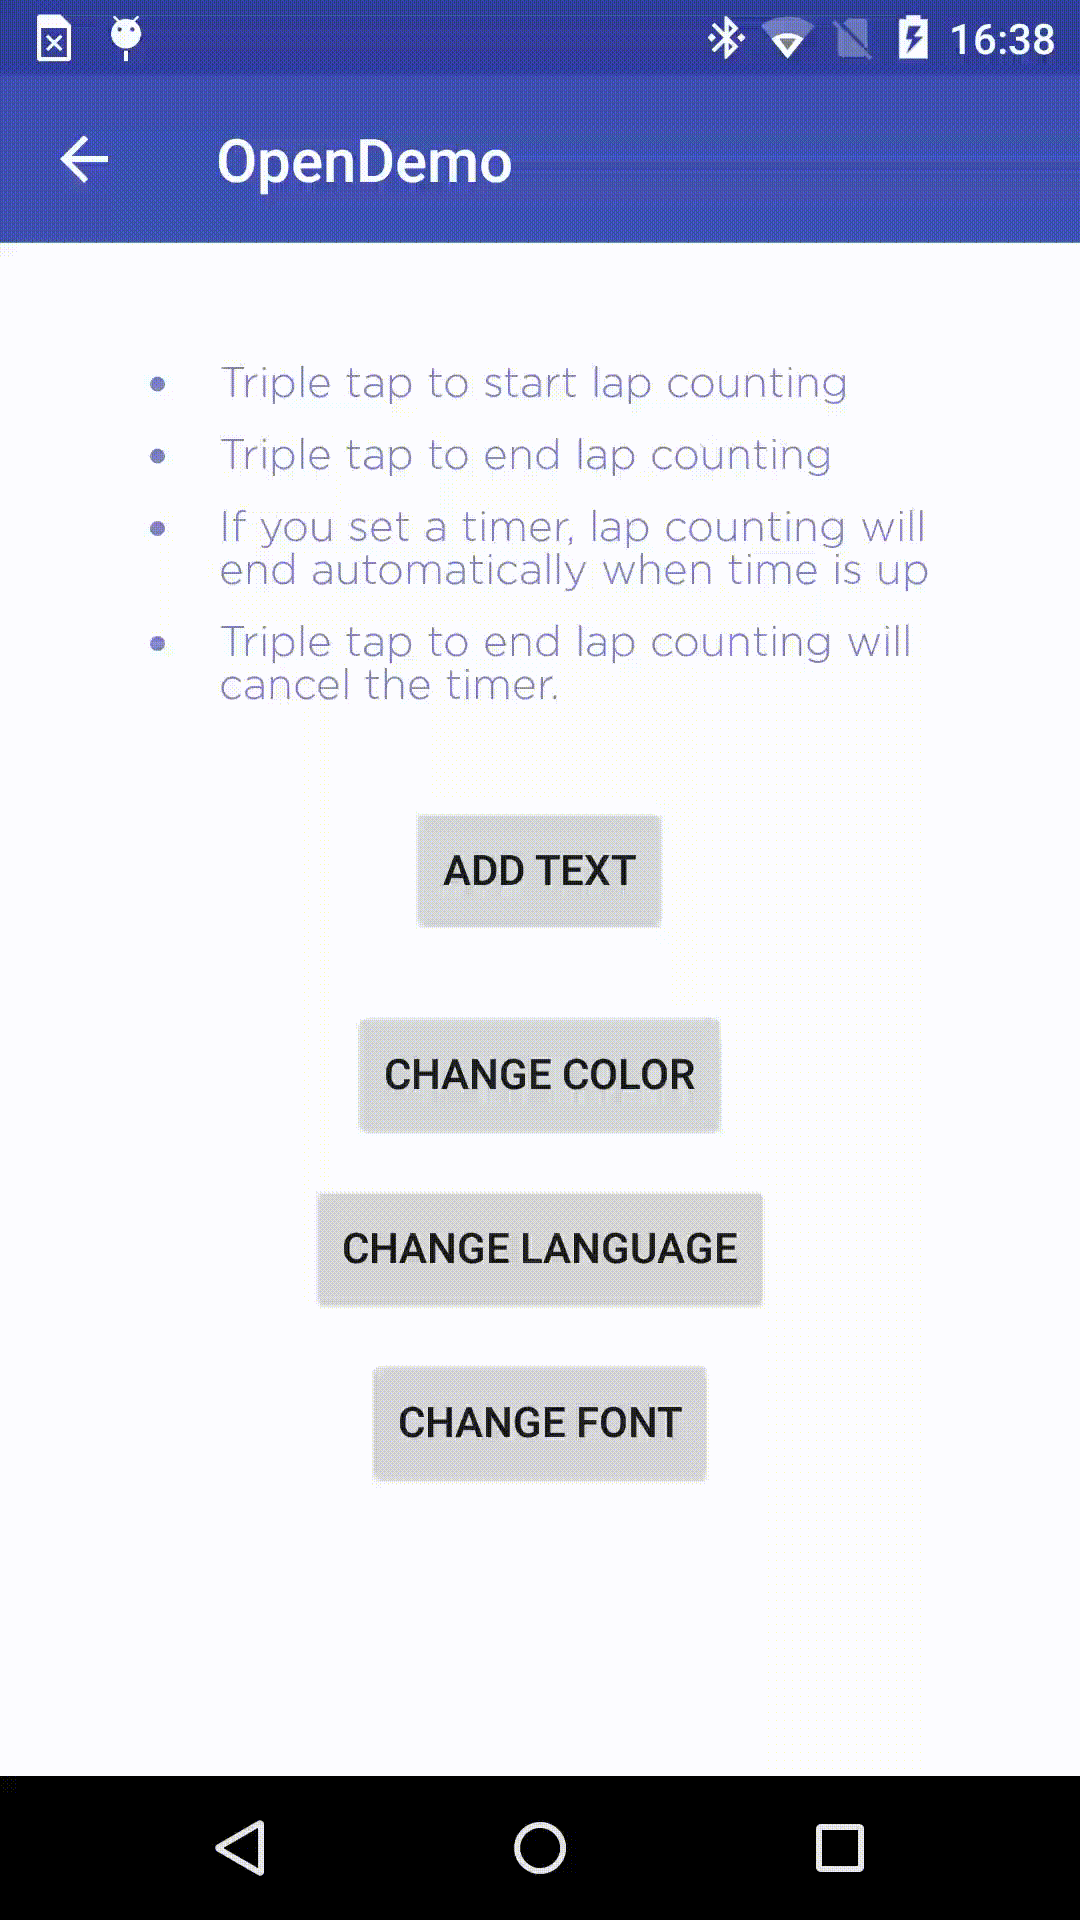 16:38
OpenDemo
• Triple tap to start lap counting
• Triple tap to end lap counting
• If you set a timer, lap counting will
end automatically when time is up
• Triple tap to end lap counting will
cancel the timer.
ADD TEXT
CHANGE COLOR
CHANGE LANGUAGE
CHANGE FONT